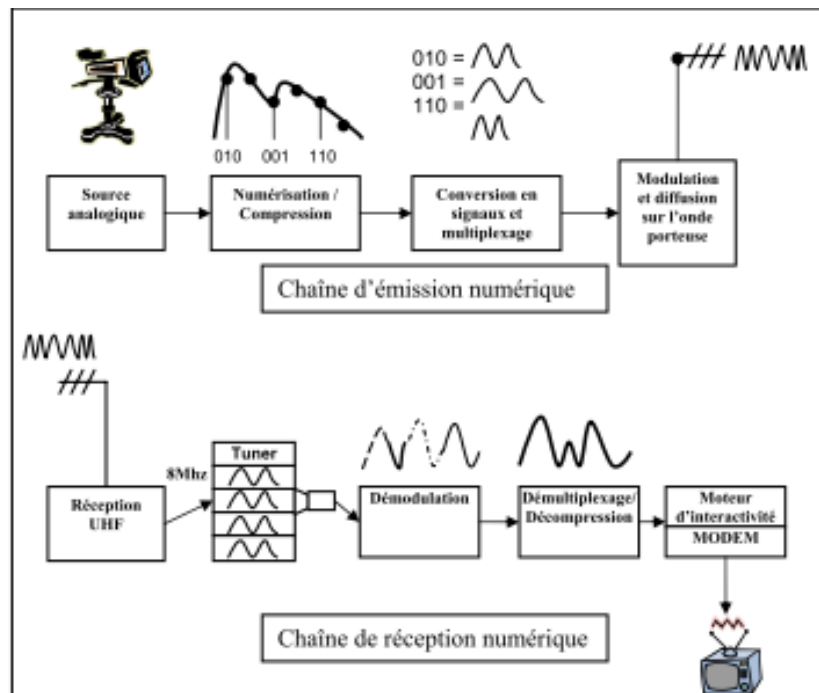 010 =
001 =
110 =
010 001 110
Source
analogique
Numérisation /
Compression
Conversion en
signaux et
multiplexage
Modulation
et diffusion
sur l'onde
porteuse
Chaîne d'émission numérique
8Mhz
Tuner
Réception
UHF
Démodulation
Démultiplexage/
Décompression
Moteur
d'interactivité
MODEM
Chaîne de réception numérique